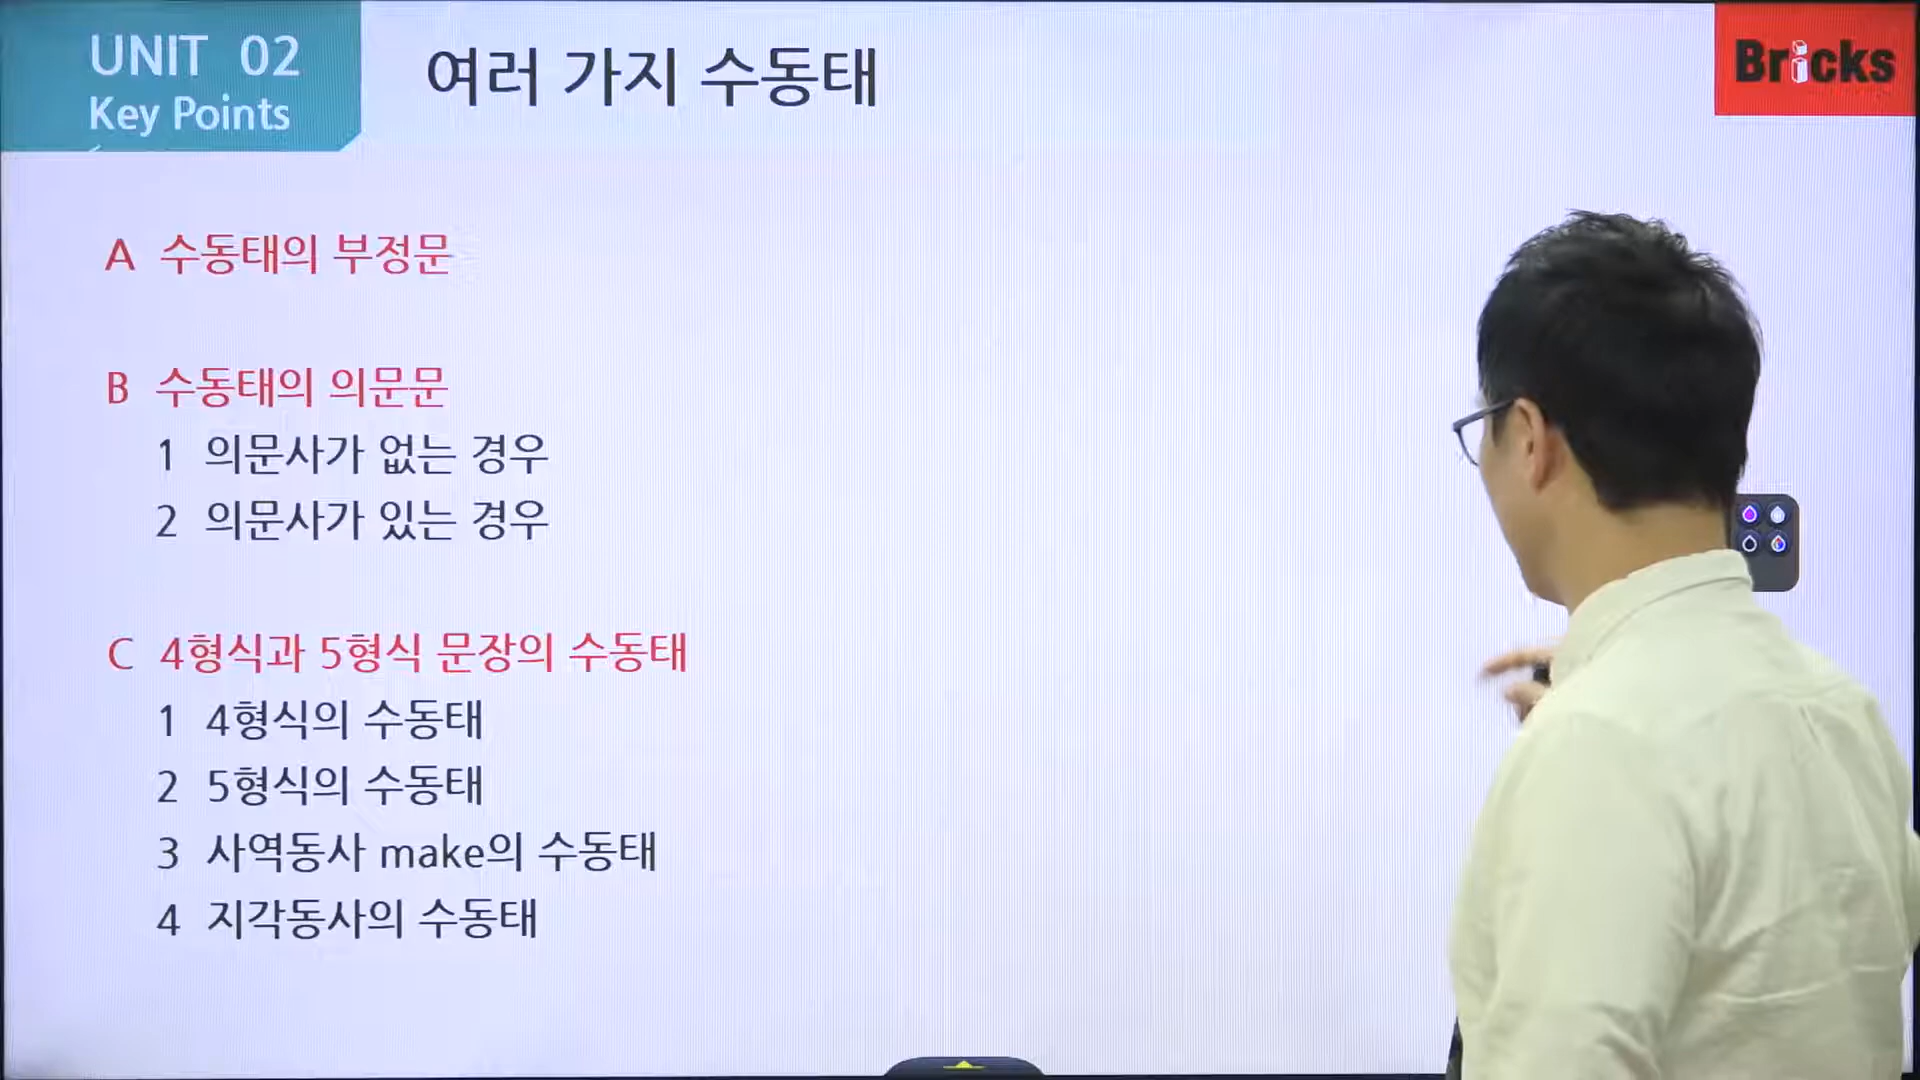 UNIT 02
Key Points
여러 가지 수동태
Bricks
A 수동태의 부정문
B 수동태의 의문문
1 의문사가 없는 경우
2 의문사가 있는 경우
C 4형식과 5형식 문장의 수동태
1 4형식의 수동태
2 5형식의 수동태
3 사역동사 make의 수동태
4 지각동사의 수동태